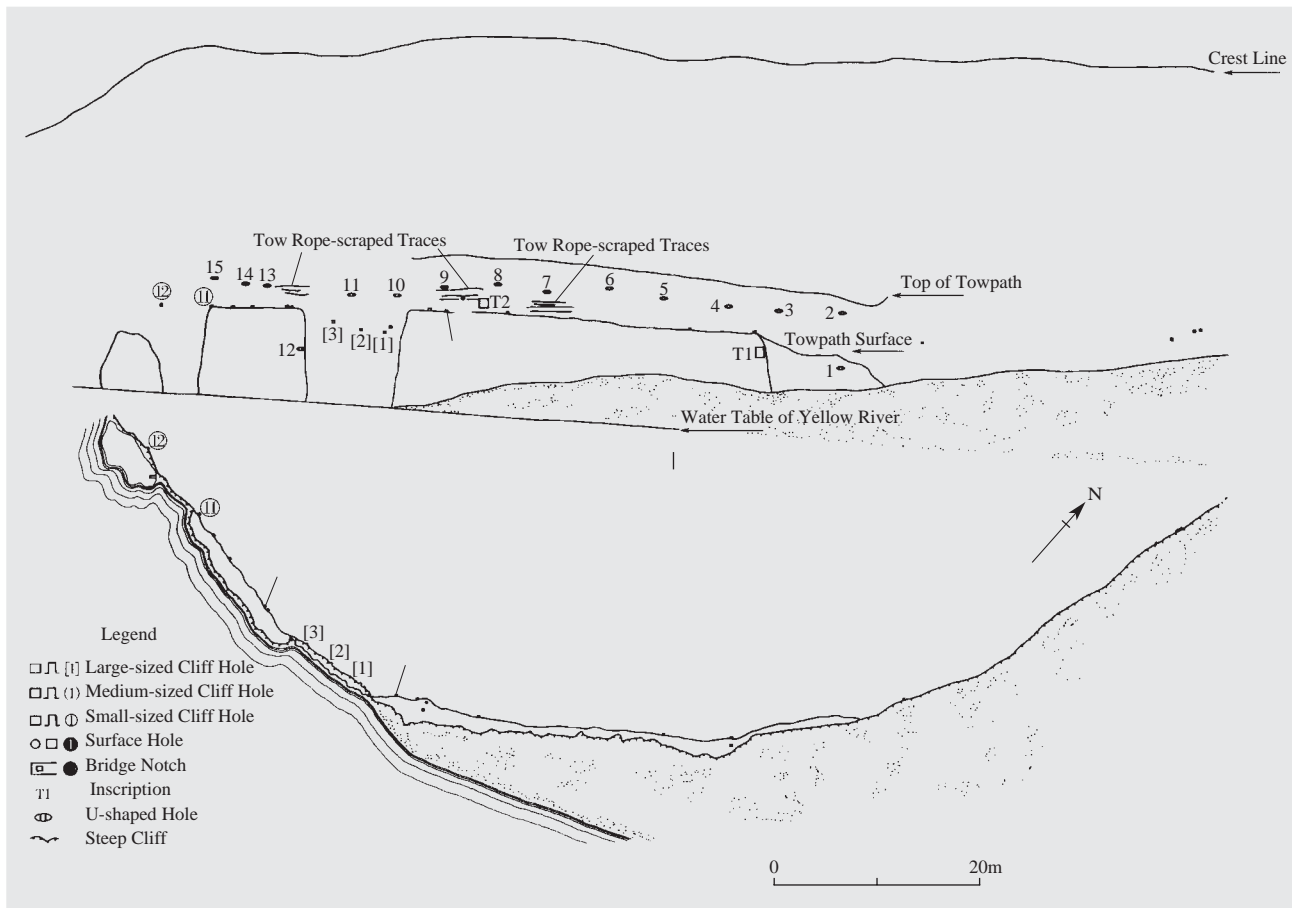 Crest Line
Tow Rope-scraped Traces
Tow Rope-scraped Traces
15 14 13 11 10 9 8 7 6 5 4 3 2
Top of Towpath
⑫ ⑪
T2
[3] [2] [1]
12
T1
Towpath Surface
1
Water Table of Yellow River
⑫
⑪
N
[3]
[2]
[1]
Legend
[1] Large-sized Cliff Hole
(1) Medium-sized Cliff Hole
① Small-sized Cliff Hole
❶ Surface Hole
Bridge Notch
T1 Inscription
U-shaped Hole
Steep Cliff
0 20m